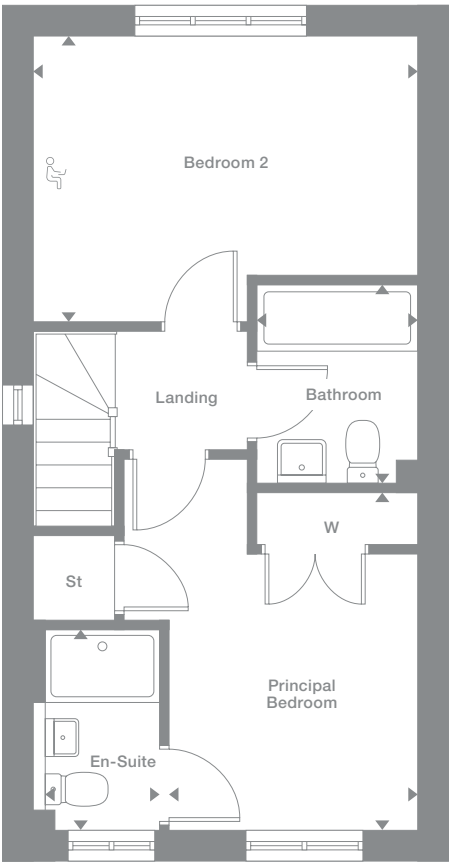 Bedroom 2
Landing
Bathroom
W
St
Principal
Bedroom
En-Suite